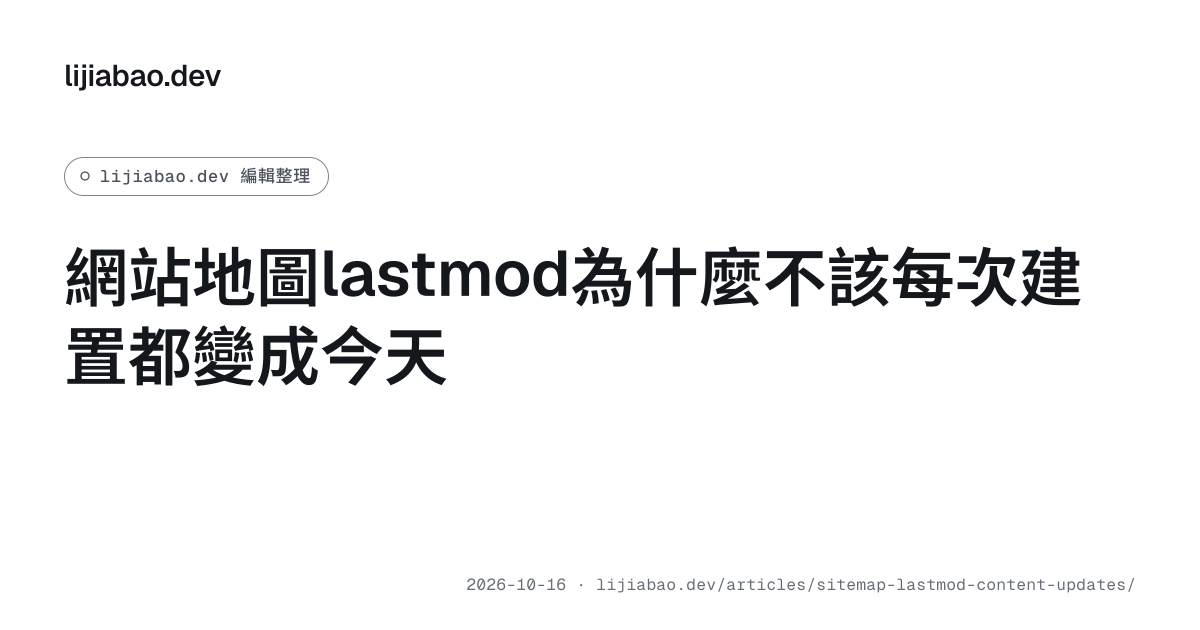 lijiabao.dev
lijiabao.dev 編輯整理
網站地圖lastmod為什麼不該每次建
置都變成今天
2026-10-16 · lijiabao.dev/articles/sitemap-lastmod-content-updates/